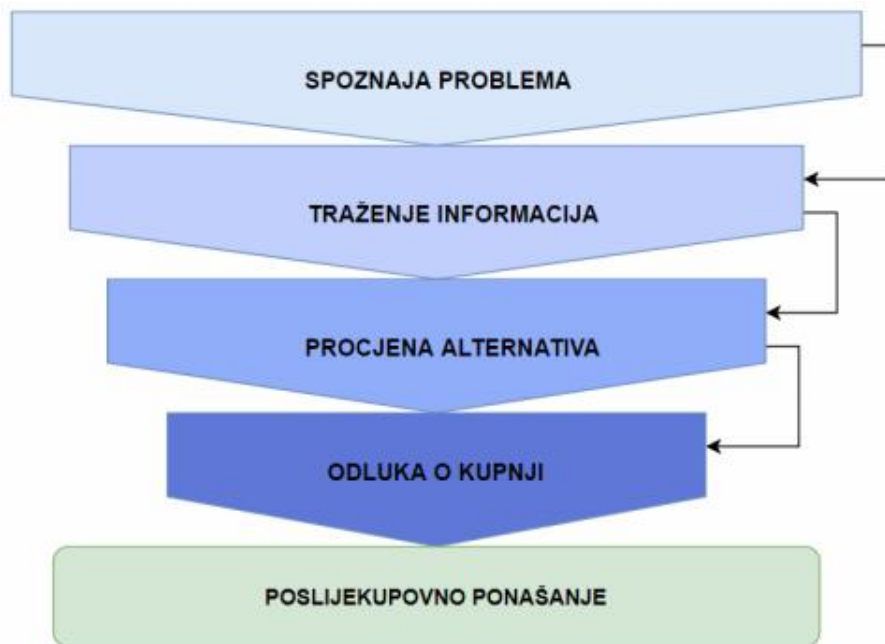 SPOZNAJA PROBLEMA
TRAŽENJE INFORMACIJA
PROCJENA ALTERNATIVA
ODLUKA O KUPNJI
POSLIJEKUPOVNO PONAŠANJE